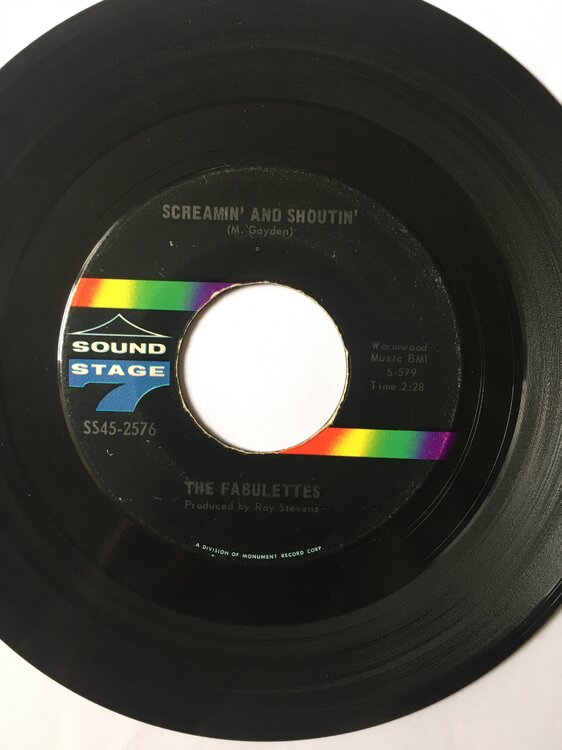 SCREAMIN' AND SHOUTIN'
(M. Gayden)
SOUND
STAGE
7
SS45-2576
Wormwood
Music BMI
S-579
Time 2:28
THE FABULETTES
Produced by Ray Stevens
A DIVISION OF MONUMENT RECORD CORP.